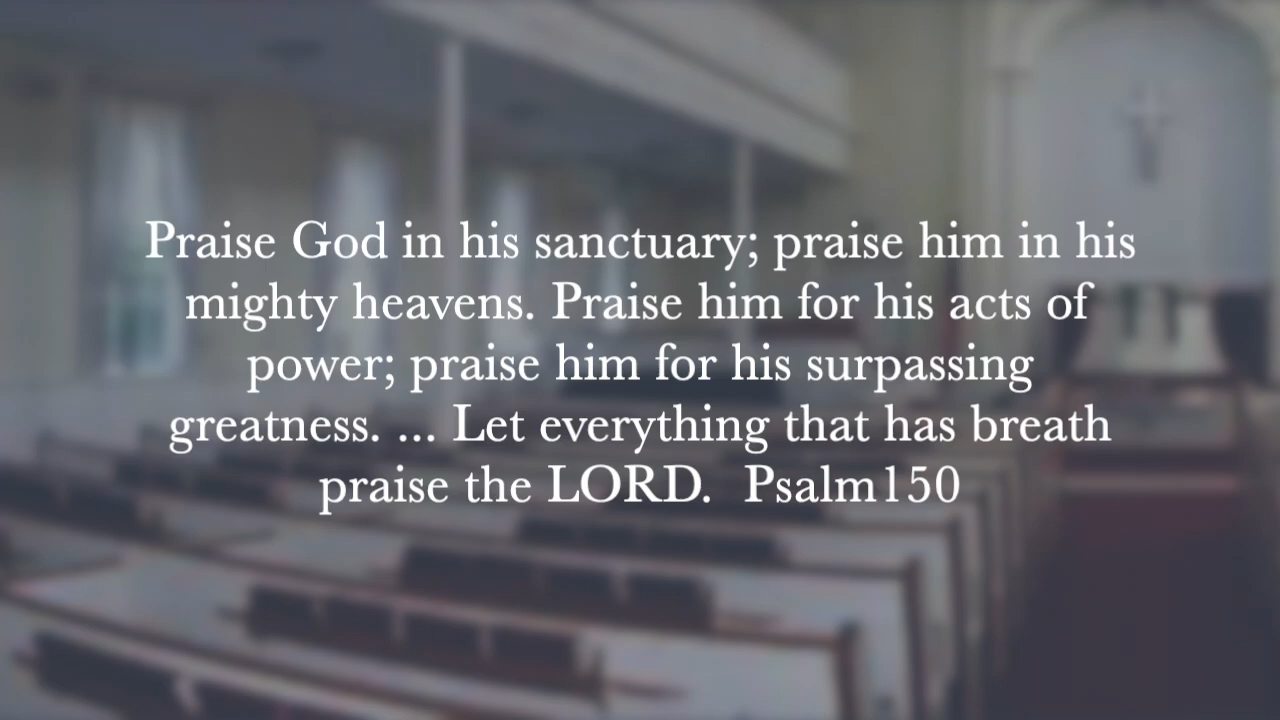 Praise God in his sanctuary; praise him in his
mighty heavens. Praise him for his acts of
power; praise him for his surpassing
greatness. ... Let everything that has breath
praise the LORD.  Psalm150